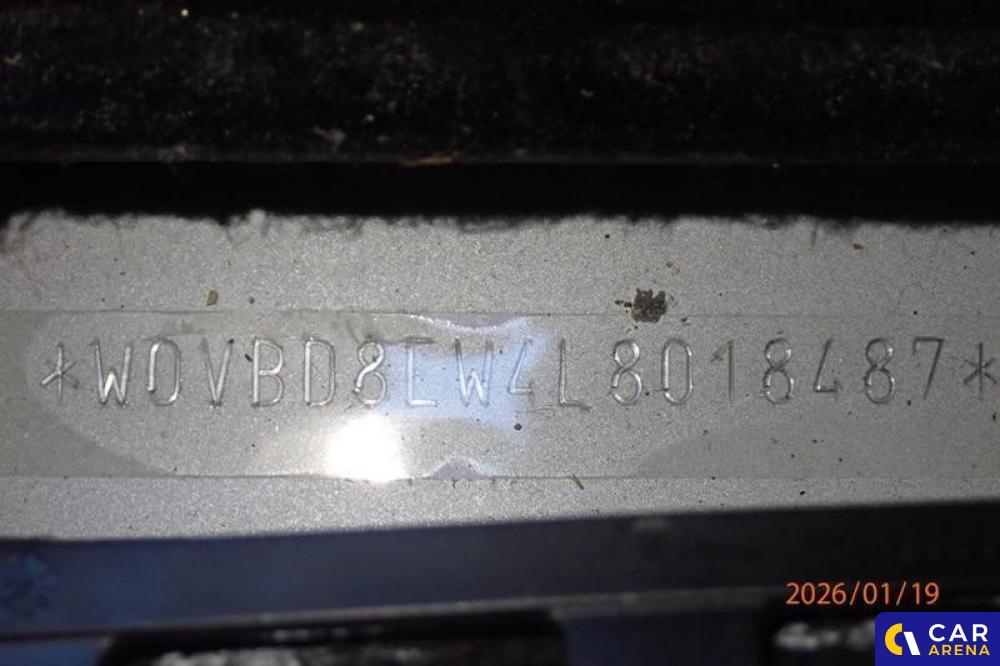 *W0VBD8EW4L8018487*
2026/01/19
CAR
ARENA